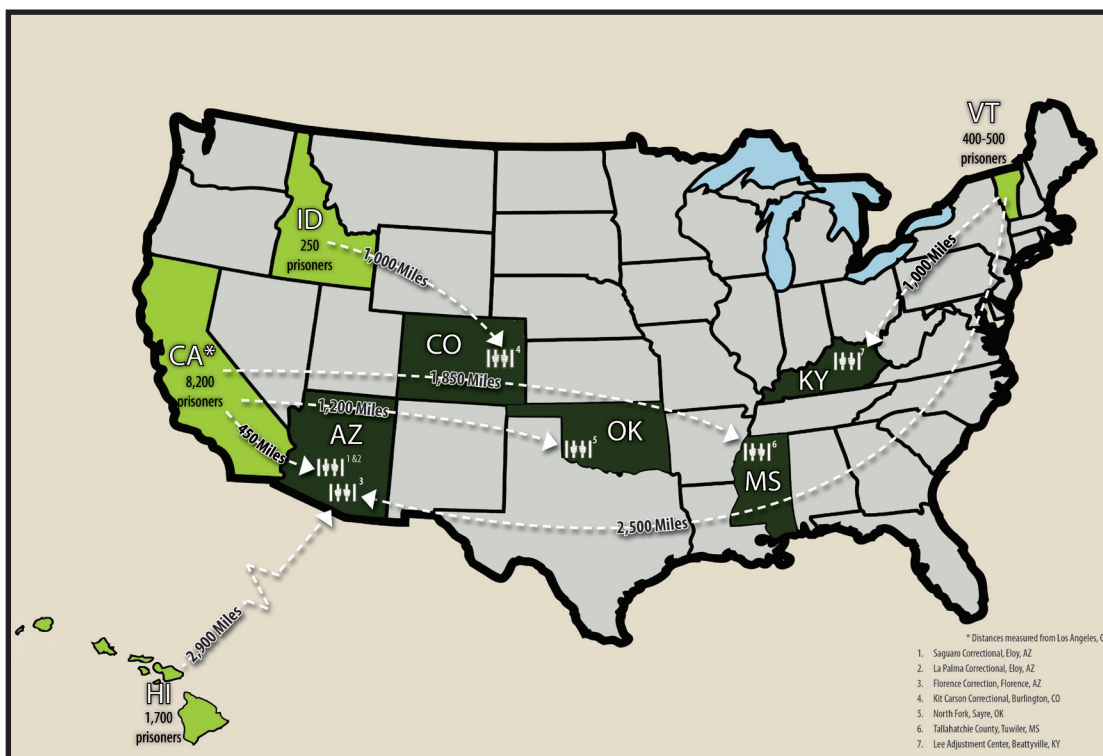 VT
400-500
prisoners
ID
250
prisoners
1,000 Miles
1,000 Miles
CO
4
CA*
8,200
prisoners
1,850 Miles
KY
7
1,200 Miles
450 Miles
AZ
1 & 2
3
OK
5
6
MS
2,500 Miles
2,900 Miles
HI
1,700
prisoners
* Distances measured from Los Angeles, C
1. Saguaro Correctional, Eloy, AZ
2. La Palma Correctional, Eloy, AZ
3. Florence Correction, Florence, AZ
4. Kit Carson Correctional, Burlington, CO
5. North Fork, Sayre, OK
6. Tallahatchie County, Tuwiler, MS
7. Lee Adjustment Center, Beattyville, KY